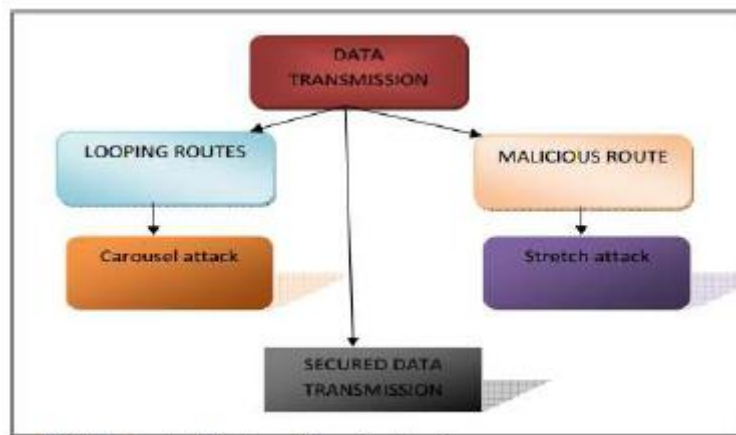 DATA
TRANSMISSION
LOOPING ROUTES
MALICIOUS ROUTE
Carousel attack
Stretch attack
SECURED DATA
TRANSMISSION